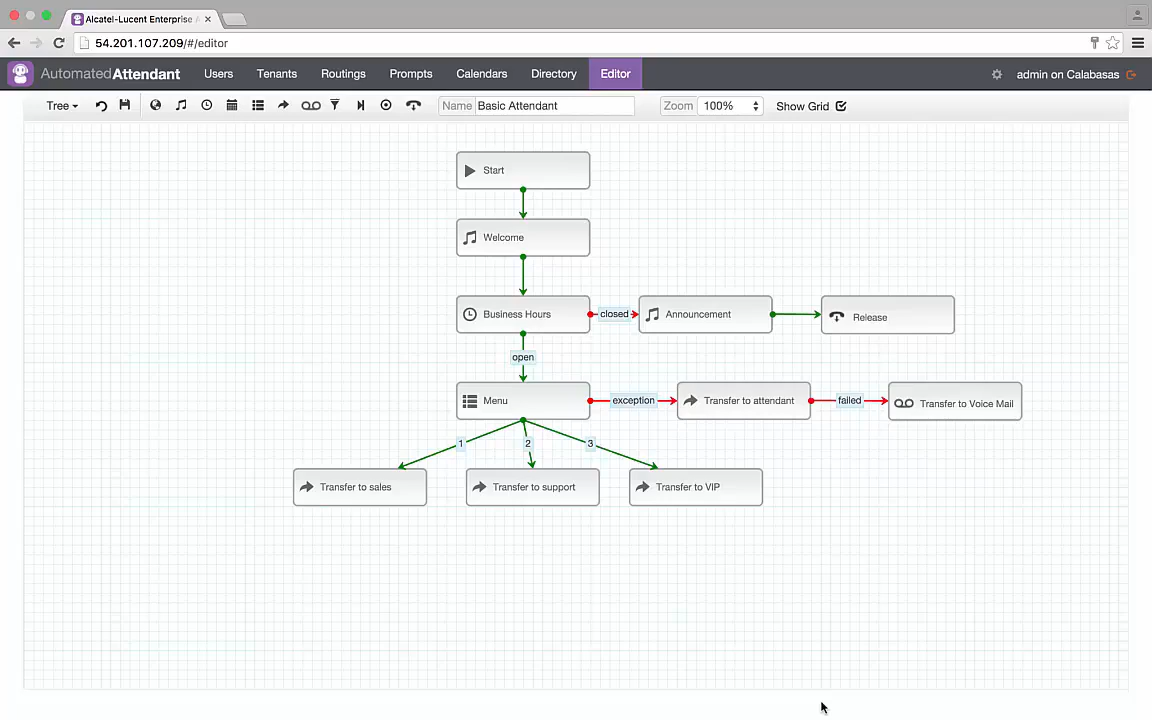 Alcatel-Lucent Enterprise A
54.201.107.209/#/editor
AutomatedAttendant Users Tenants Routings Prompts Calendars Directory Editor admin on Calabasas
Tree Name Basic Attendant Zoom 100% Show Grid
Start
Welcome
Business Hours closed Announcement Release
open
Menu exception Transfer to attendant failed Transfer to Voice Mail
1 2 3
Transfer to sales Transfer to support Transfer to VIP